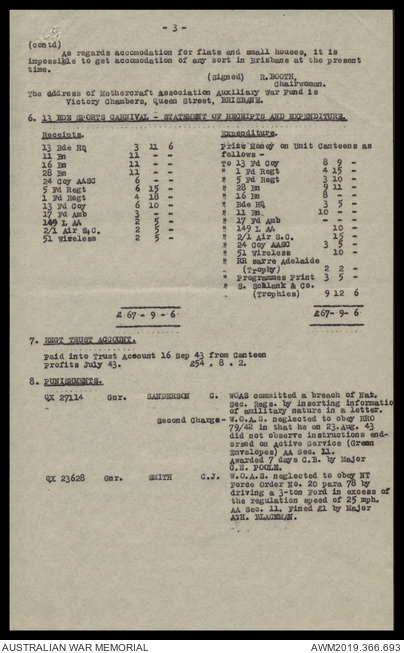 - 3 -
(contd)
As regards accomodation for flats and small houses, it is
impossible to get accomodation of any sort in Brisbane at the present
time.
(Signed) R.BOOTH,
Chairwoman.
The address of Mothercraft Association Auxiliary War Fund is
Victory Chambers, Queen Street, BRISBANE.
6. 13 BDE SPORTS CARNIVAL - STATEMENT OF RECEIPTS AND EXPENDITURE.
Receipts.
13 Bde HQ 3 11 6
11 Bn 11 - -
16 Bn 11 - -
28 Bn 11 - -
24 Coy AASC 6 - -
5 Fd Regt 6 15 -
1 Fd Regt 4 18 -
13 Fd Coy 6 10 -
17 Fd Amb 3 - -
149 L AA 2 5 -
2/1 Air S.C. 2 5 -
51 Wireless 2 5 -
£ 67 - 9 - 6
Expenditure.
Prize Money on Unit Canteens as
follows -
To 13 Fd Coy 8 9 -
" 1 Fd Regt 4 15 -
" 5 Fd Regt 3 10 -
" 28 Bn 9 11 -
" 16 Bn 8 - -
" Bde HQ 3 5 -
" 11 Bn. 10 - -
" 17 Fd Amb - - -
" 149 L AA 10 -
" 2/1 Air S.C. 15 -
" 24 Coy AASC 3 5 -
" 51 Wireless 10 -
" RR Sarre Adelaide
(Trophy) 2 2 -
" Programmes Print 3 5 -
" S. Schlank & Co.
(Trophies) 9 12 6
£67 - 9 - 6
7. REGT TRUST ACCOUNT.
Paid into Trust Account 16 Sep 43 from Canteen
Profits July 43. £54 . 8 . 2.
8. PUNISHMENTS.
QX 27114 Gnr. SANDERSON C. WOAS committed a breach of Nat.
Sec. Regs. by inserting informatio
of amilitary nature in a letter.
Second Charge - W.O.A.S. neglected to obey RRO
79/42 in that he on 23.Aug. 43
did not observe instructions end-
orsed on Active Service (Green
Envelopes) AA Sec. 11.
Awarded 7 days C.B. by Major
G.E. POOLE.
QX 23628 Gnr. SMITH C.J. W.O.A.S. neglected to obey NT
Force Order No. 20 para 78 by
driving a 3-ton Ford in excess of
the regulation speed of 25 mph.
AA Sec. 11. Fined £1 by Major
ATH. BLACKMAN.
AUSTRALIAN WAR MEMORIAL
AWM2019.366.693